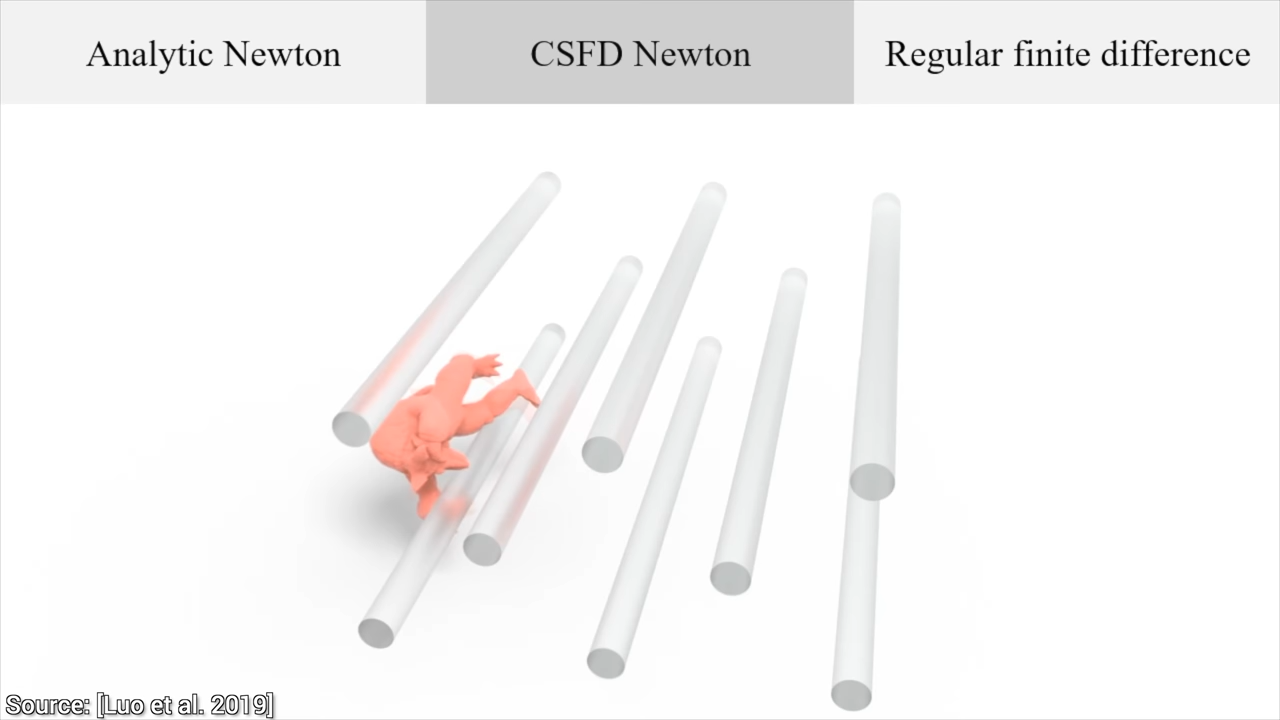 Analytic Newton
CSFD Newton
Regular finite difference
Source: [Luo et al. 2019]